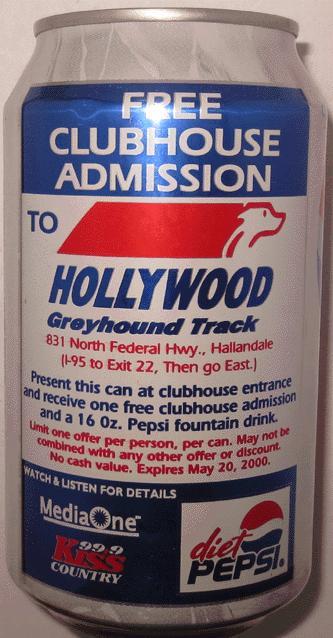 FREE
CLUBHOUSE
ADMISSION
TO
HOLLYWOOD
Greyhound Track
831 North Federal Hwy., Hallandale
(I-95 to Exit 22, Then go East.)
Present this can at clubhouse entrance
and receive one free clubhouse admission
and a 16 Oz. Pepsi fountain drink.
Limit one offer per person, per can. May not be
combined with any other offer or discount.
No cash value. Expires May 20, 2000.
WATCH & LISTEN FOR DETAILS
MediaOne™
99.9
KISS
COUNTRY
diet
PEPSI®